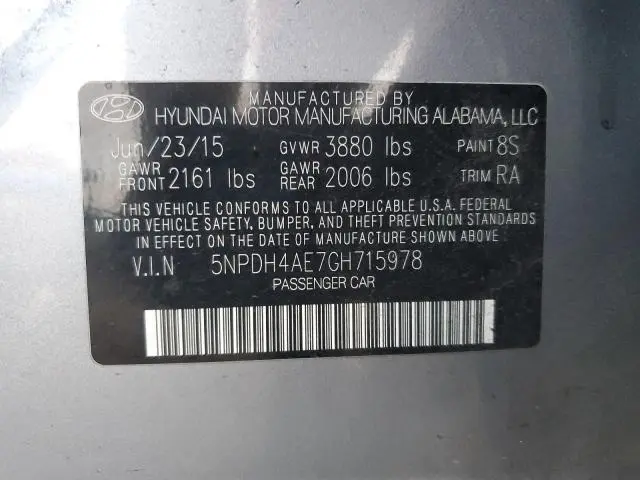 MANUFACTURED BY
HYUNDAI MOTOR MANUFACTURING ALABAMA, LLC
Jun/23/15 GVWR 3880 lbs PAINT 8S
GAWR FRONT 2161 lbs GAWR REAR 2006 lbs TRIM RA
THIS VEHICLE CONFORMS TO ALL APPLICABLE U.S.A. FEDERAL
MOTOR VEHICLE SAFETY, BUMPER, AND THEFT PREVENTION STANDARDS
IN EFFECT ON THE DATE OF MANUFACTURE SHOWN ABOVE.
V.I.N 5NPDH4AE7GH715978
PASSENGER CAR